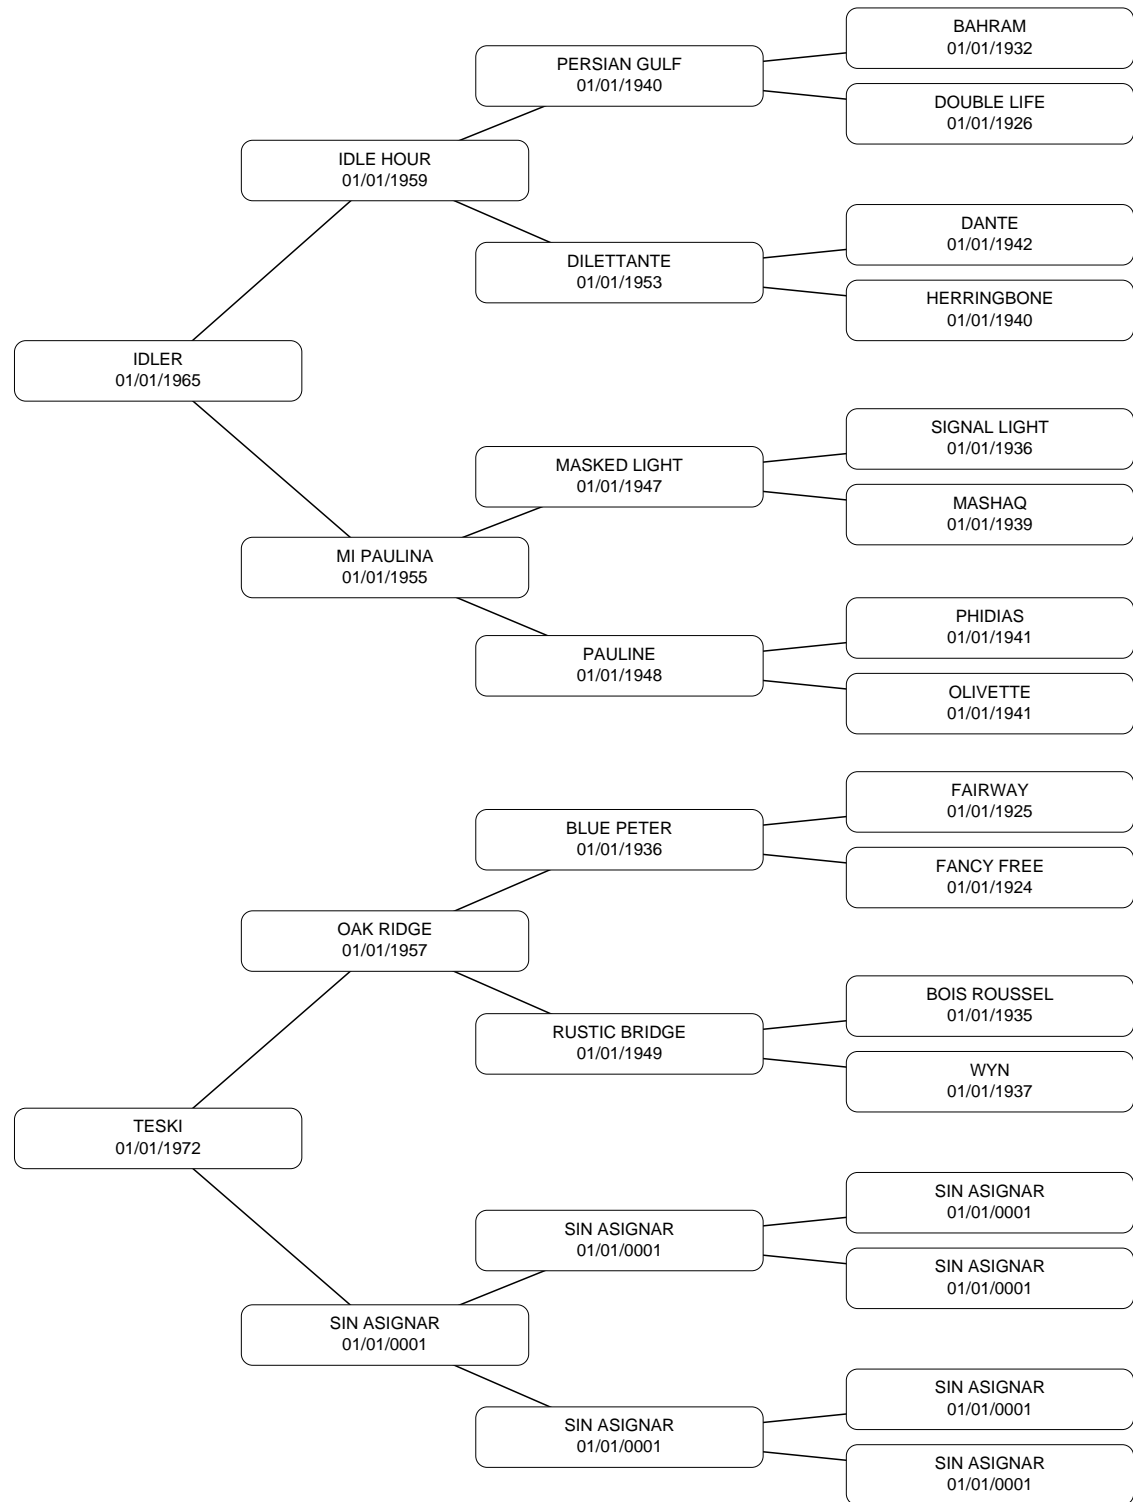 BAHRAM
01/01/1932
PERSIAN GULF
01/01/1940
DOUBLE LIFE
01/01/1926
IDLE HOUR
01/01/1959
DANTE
01/01/1942
DILETTANTE
01/01/1953
HERRINGBONE
01/01/1940
IDLER
01/01/1965
SIGNAL LIGHT
01/01/1936
MASKED LIGHT
01/01/1947
MASHAQ
01/01/1939
MI PAULINA
01/01/1955
PHIDIAS
01/01/1941
PAULINE
01/01/1948
OLIVETTE
01/01/1941
FAIRWAY
01/01/1925
BLUE PETER
01/01/1936
FANCY FREE
01/01/1924
OAK RIDGE
01/01/1957
BOIS ROUSSEL
01/01/1935
RUSTIC BRIDGE
01/01/1949
WYN
01/01/1937
TESKI
01/01/1972
SIN ASIGNAR
01/01/0001
SIN ASIGNAR
01/01/0001
SIN ASIGNAR
01/01/0001
SIN ASIGNAR
01/01/0001
SIN ASIGNAR
01/01/0001
SIN ASIGNAR
01/01/0001
SIN ASIGNAR
01/01/0001